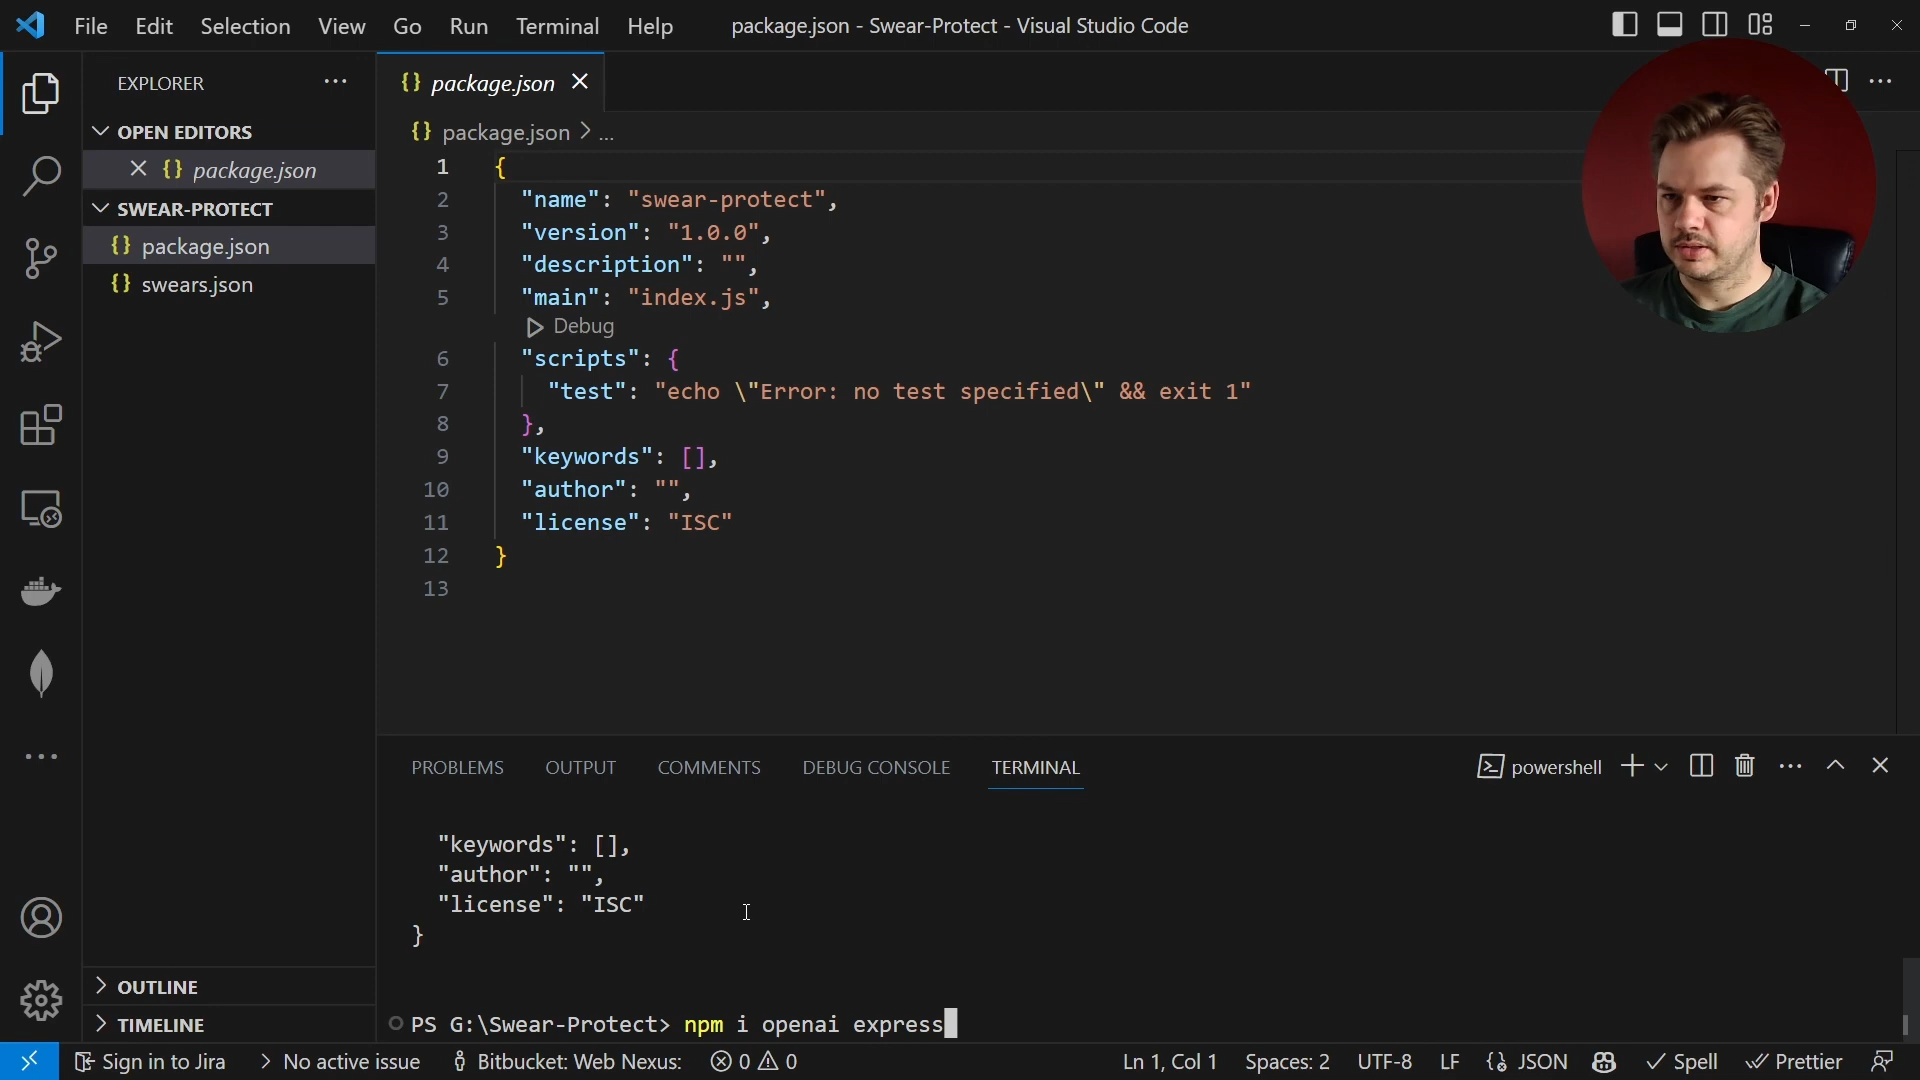 File Edit Selection View Go Run Terminal Help package.json - Swear-Protect - Visual Studio Code
EXPLORER
OPEN EDITORS
{} package.json
SWEAR-PROTECT
{} package.json
{} swears.json
OUTLINE
TIMELINE
{} package.json
{} package.json > ...
1 {
2 "name": "swear-protect",
3 "version": "1.0.0",
4 "description": "",
5 "main": "index.js",
Debug
6 "scripts": {
7 "test": "echo \"Error: no test specified\" && exit 1"
8 },
9 "keywords": [],
10 "author": "",
11 "license": "ISC"
12 }
13
PROBLEMS OUTPUT COMMENTS DEBUG CONSOLE TERMINAL powershell
"keywords": [],
"author": "",
"license": "ISC"
}
PS G:\Swear-Protect> npm i openai express
Sign in to Jira No active issue Bitbucket: Web Nexus: 0 0 Ln 1, Col 1 Spaces: 2 UTF-8 LF {} JSON Spell Prettier